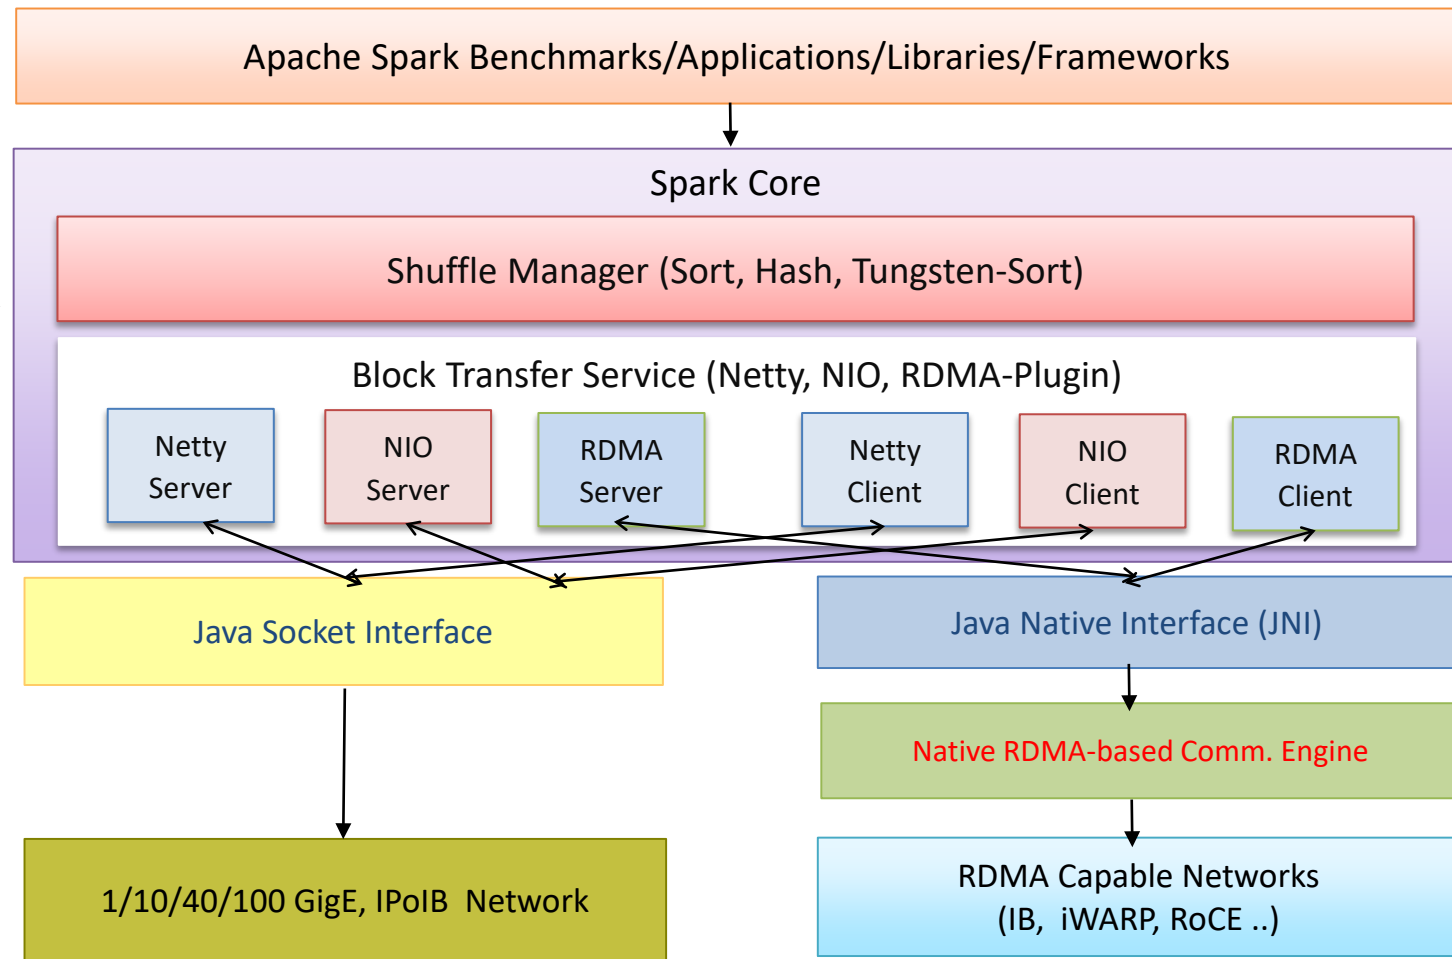 Apache Spark Benchmarks/Applications/Libraries/Frameworks
Spark Core
Shuffle Manager (Sort, Hash, Tungsten-Sort)
Block Transfer Service (Netty, NIO, RDMA-Plugin)
Netty
Server
NIO
Server
RDMA
Server
Netty
Client
NIO
Client
RDMA
Client
Java Socket Interface
Java Native Interface (JNI)
Native RDMA-based Comm. Engine
1/10/40/100 GigE, IPoIB Network
RDMA Capable Networks
(IB, iWARP, RoCE ..)